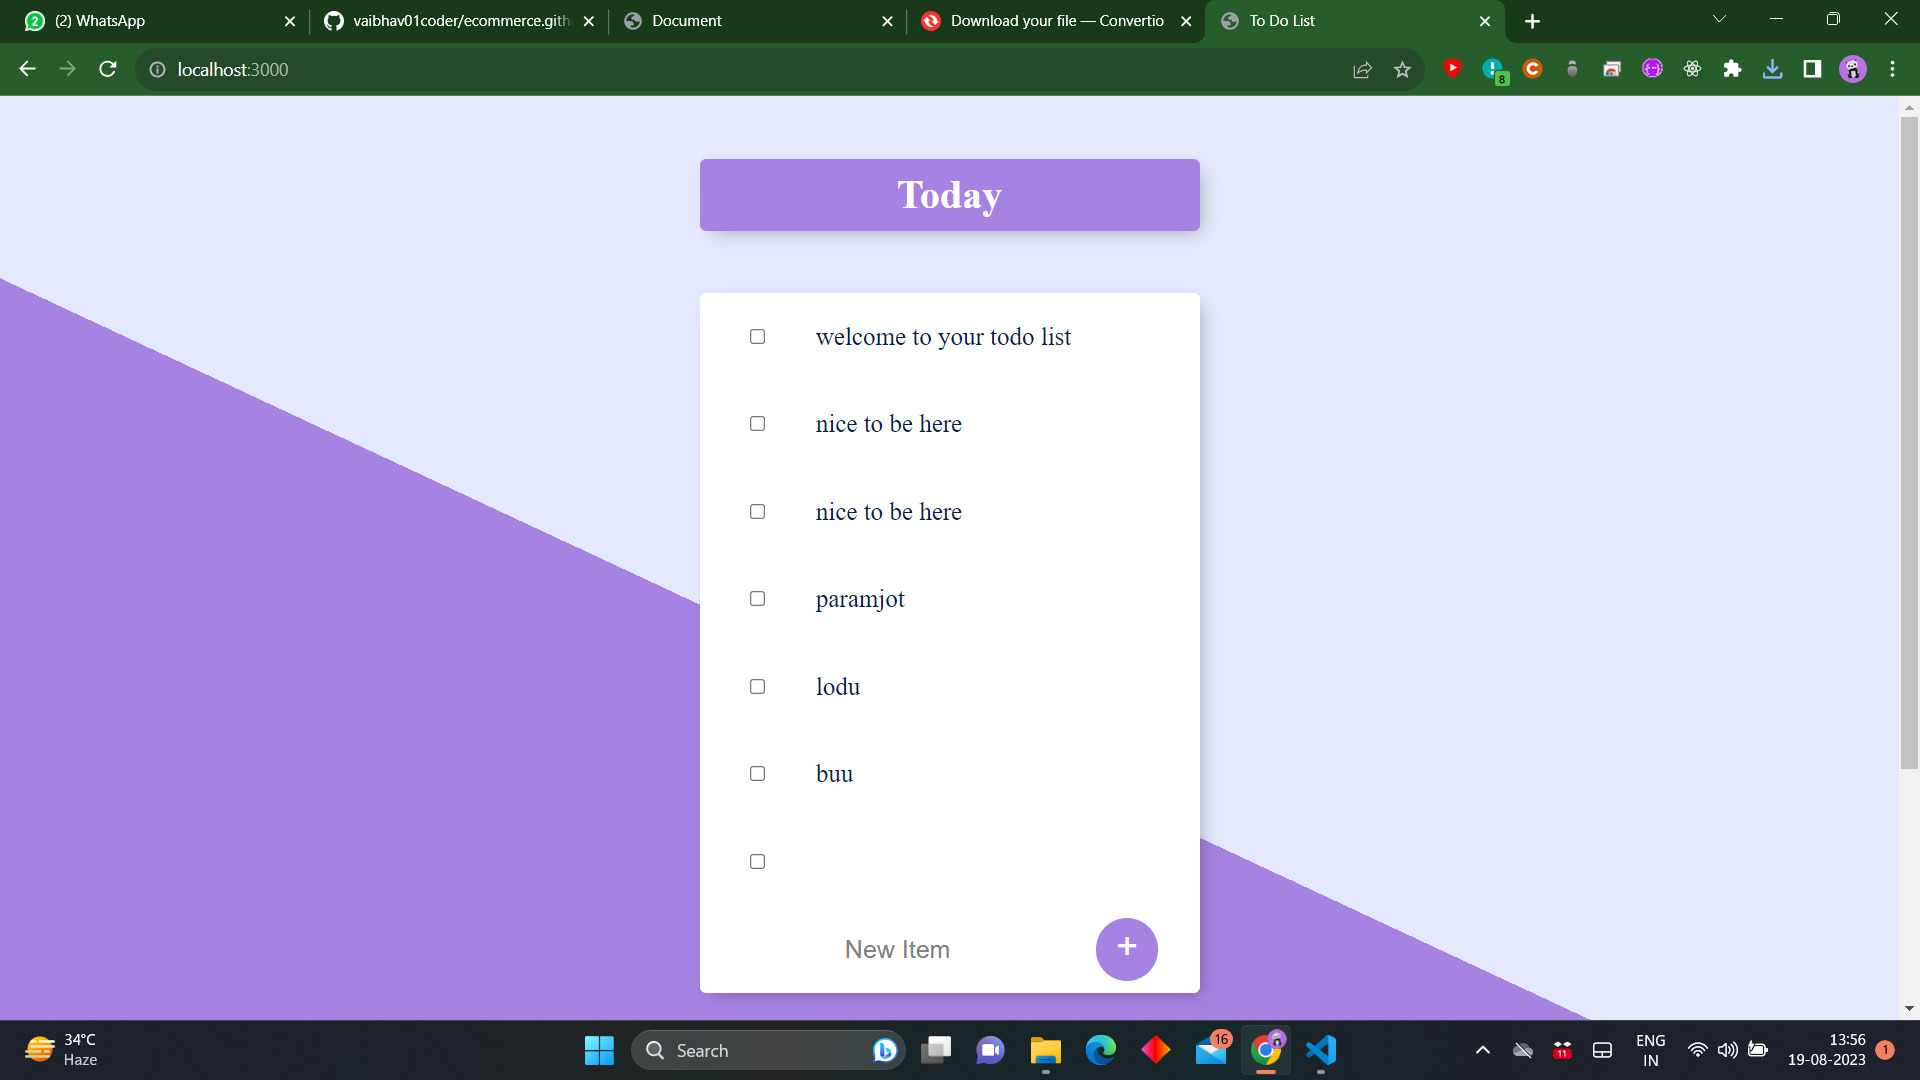 (2) WhatsApp
vaibhav01coder/ecommerce.gith
Document
Download your file — Convertio
To Do List
localhost:3000
8
Today
welcome to your todo list
nice to be here
nice to be here
paramjot
lodu
buu
New Item
+
34°C
Haze
Search
16
11
ENG
IN
13:56
19-08-2023
1